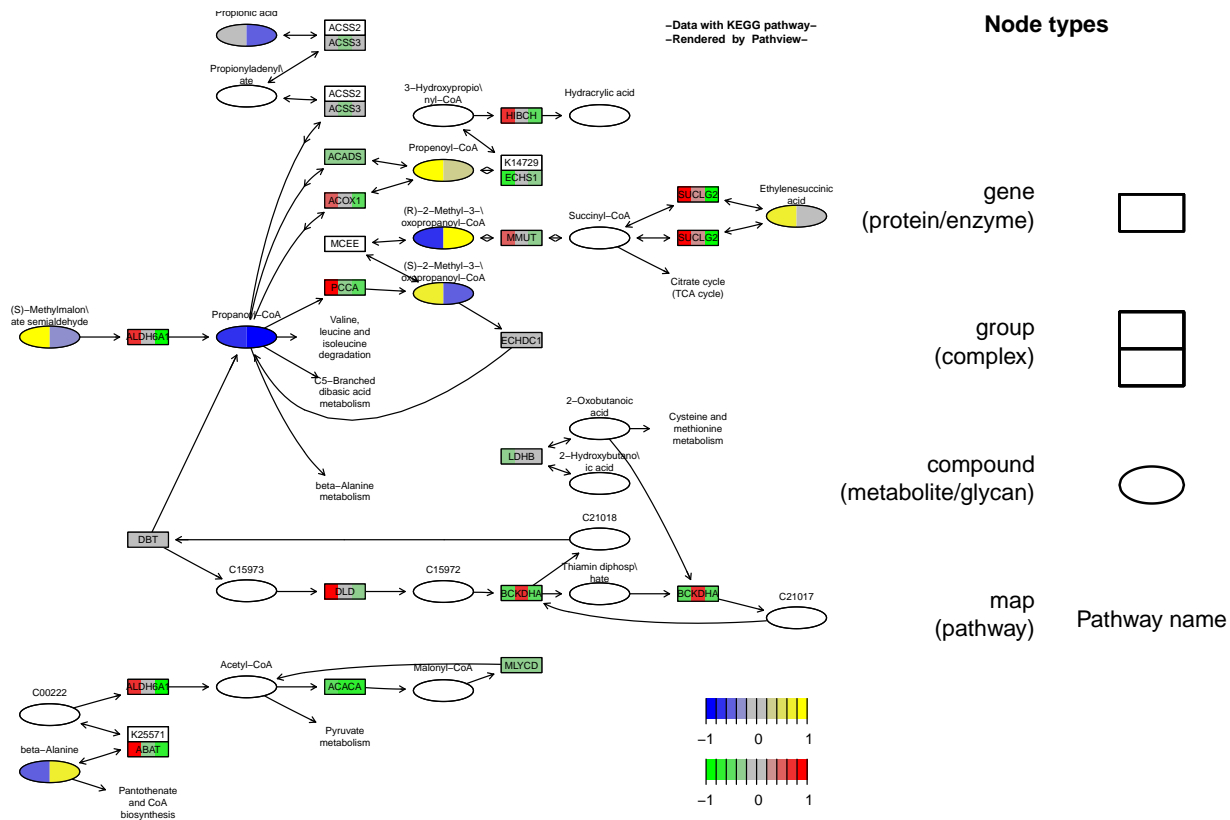 Propionic acid
ACSS2
ACSS3
−Data with KEGG pathway−
−Rendered by Pathview−
Node types
Propionyladenyl\
ate
ACSS2
ACSS3
3−Hydroxypropio\
nyl−CoA
HIBCH
Hydracrylic acid
ACADS
Propenoyl−CoA
K14729
ECHS1
ACOX1
SUCLG2
Ethylenesuccinic
acid
gene
(protein/enzyme)
(R)−2−Methyl−3−\
oxopropanoyl−CoA
Succinyl−CoA
MCEE
MMUT
SUCLG2
(S)−2−Methyl−3−\
oxopropanoyl−CoA
Citrate cycle
(TCA cycle)
PCCA
(S)−Methylmalon\
ate semialdehyde
ALDH6A1
Propanoyl−CoA
Valine,
leucine and
isoleucine
degradation
ECHDC1
group
(complex)
C5−Branched
dibasic acid
metabolism
2−Oxobutanoic
acid
Cysteine and
methionine
metabolism
LDHB
2−Hydroxybutano\
ic acid
compound
(metabolite/glycan)
beta−Alanine
metabolism
C21018
DBT
C15973
C15972
Thiamin diphosp\
hate
DLD
BCKDHA
BCKDHA
C21017
map
(pathway)
Pathway name
Acetyl−CoA
Malonyl−CoA
MLYCD
C00222
ALDH6A1
ACACA
K25571
ABAT
Pyruvate
metabolism
beta−Alanine
Pantothenate
and CoA
biosynthesis
−1 0 1
−1 0 1